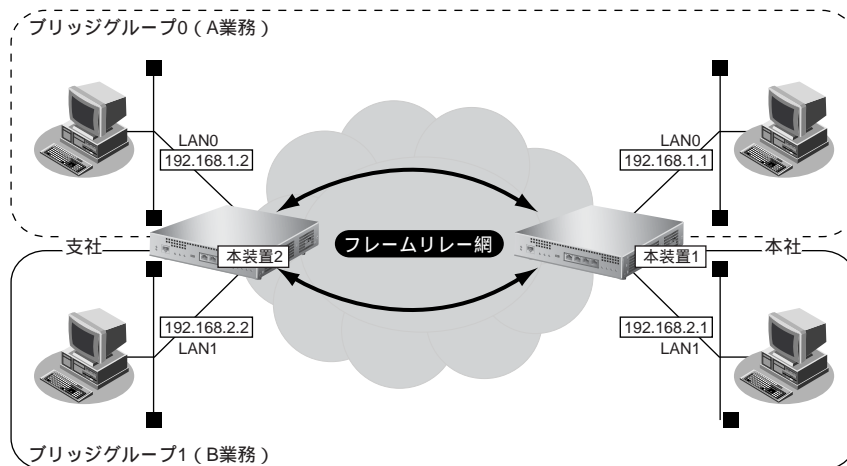 ブリッジグループ0（A業務）
LAN0
192.168.1.2
LAN0
192.168.1.1
支社
本装置2
フレームリレー網
本装置1
本社
192.168.2.2
LAN1
192.168.2.1
LAN1
ブリッジグループ1（B業務）